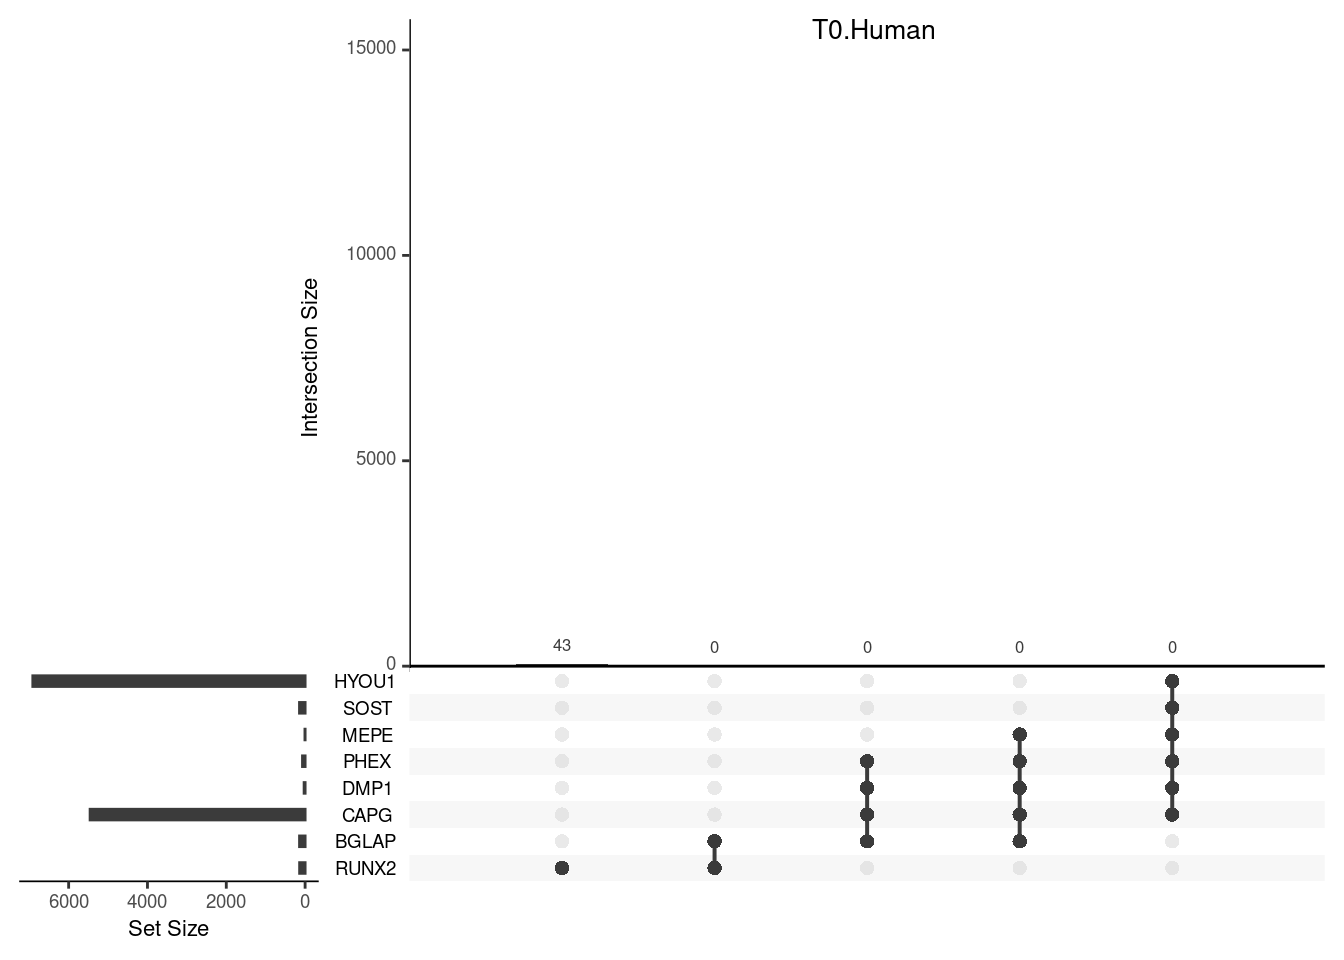 T0.Human
15000
10000
5000
0
Intersection Size
43
0
0
0
0
HYOU1
SOST
MEPE
PHEX
DMP1
CAPG
BGLAP
RUNX2
6000 4000 2000 0
Set Size